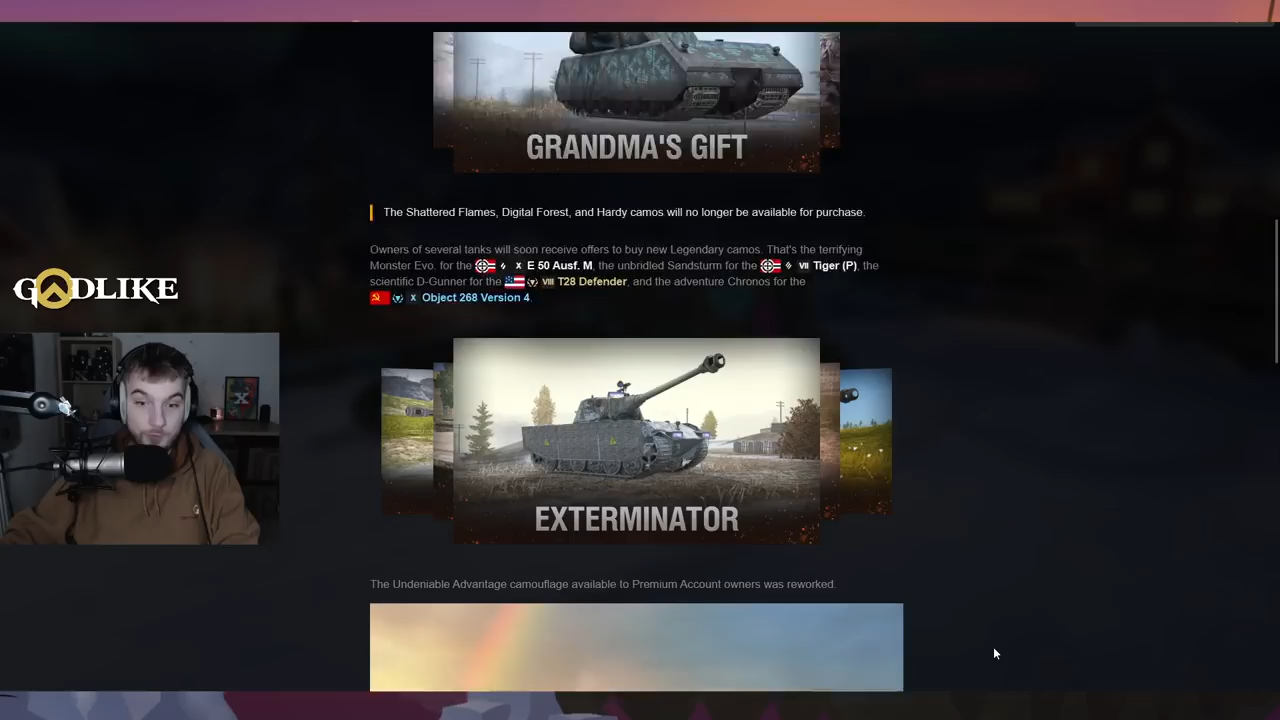 GRANDMA'S GIFT
The Shattered Flames, Digital Forest, and Hardy camos will no longer be available for purchase.
Owners of several tanks will soon receive offers to buy new Legendary camos. That's the terrifying
Monster Evo. for the X E 50 Ausf. M, the unbridled Sandsturm for the VII Tiger (P), the
scientific D-Gunner for the VIII T28 Defender, and the adventure Chronos for the
X Object 268 Version 4.
GODLIKE
EXTERMINATOR
The Undeniable Advantage camouflage available to Premium Account owners was reworked.